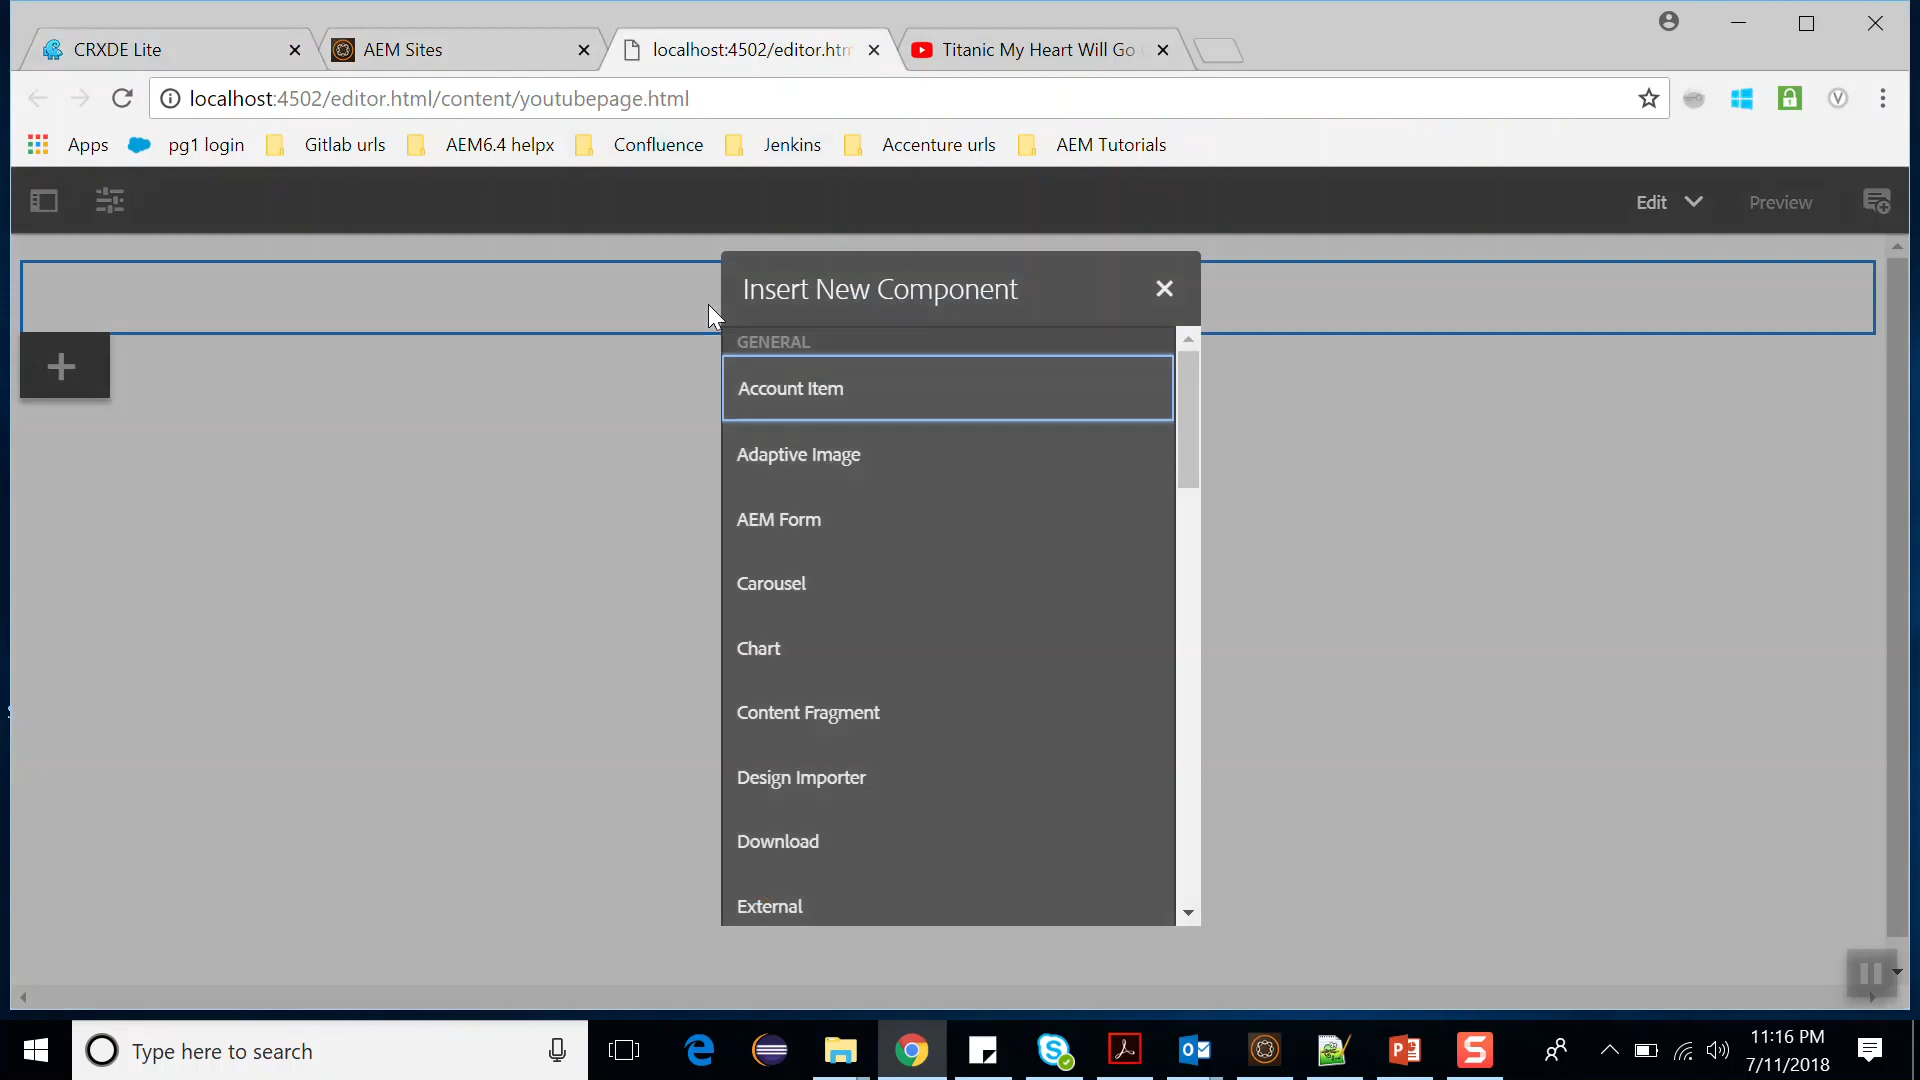 CRXDE Lite
AEM Sites
localhost:4502/editor.htm
Titanic My Heart Will Go
localhost:4502/editor.html/content/youtubepage.html
Apps pg1 login Gitlab urls AEM6.4 helpx Confluence Jenkins Accenture urls AEM Tutorials
Edit Preview
Insert New Component
GENERAL
Account Item
Adaptive Image
AEM Form
Carousel
Chart
Content Fragment
Design Importer
Download
External
Type here to search
11:16 PM
7/11/2018